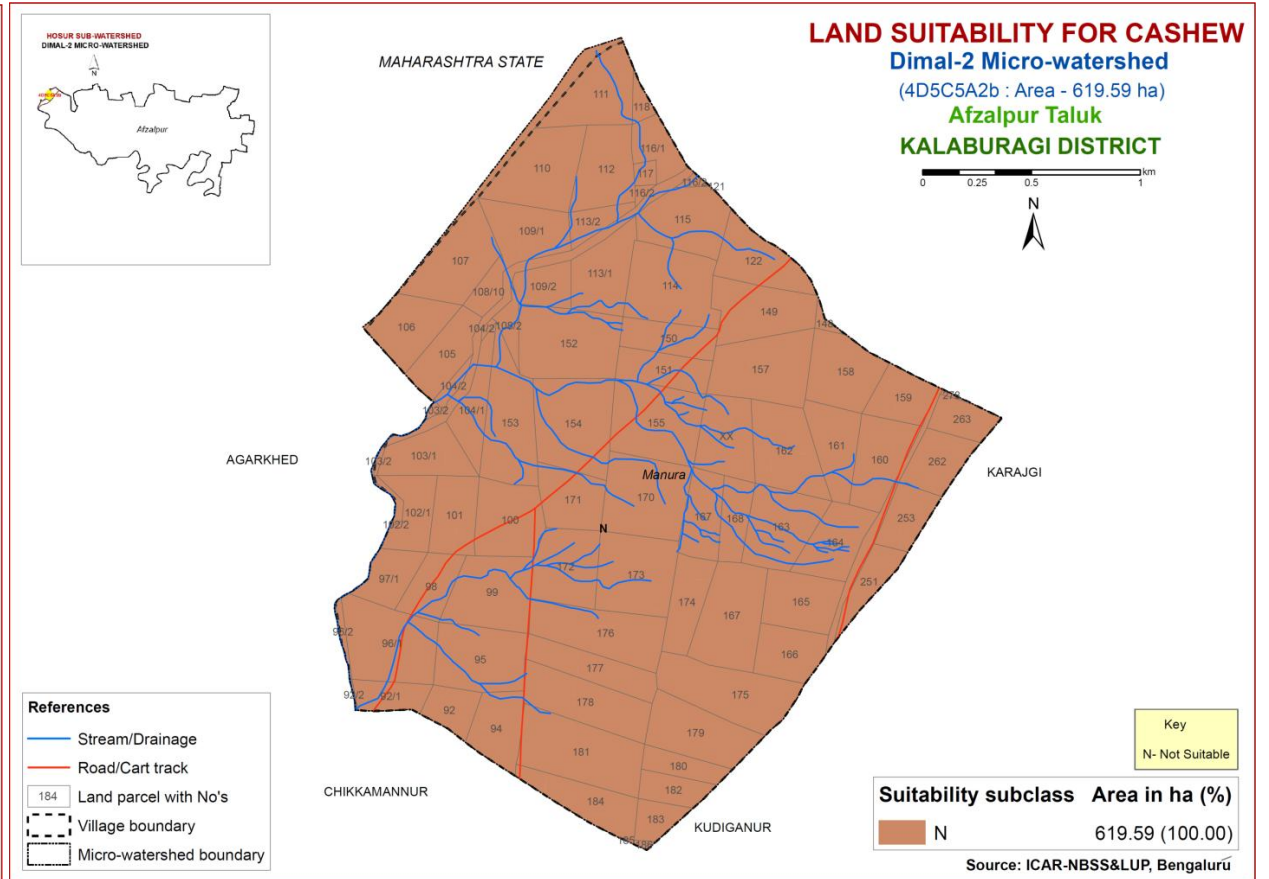 HOSUR SUB-WATERSHED
DIMAL-2 MICRO-WATERSHED
N
Afzalpur
LAND SUITABILITY FOR CASHEW
Dimal-2 Micro-watershed
(4D5C5A2b : Area - 619.59 ha)
Afzalpur Taluk
KALABURAGI DISTRICT
0 0.25 0.5 1 km
N
MAHARASHTRA STATE
111
118
116/1
110
112
117
116/2
116/2
121
113/2
115
109/1
107
122
113/1
109/2
114
108/10
149
106
104/2
148
152
150
105
151
157
158
104/2
159
103/2
104/1
263
153
154
155
XX
162
161
160
262
103/1
103/2
AGARKHED
KARAJGI
Manura
170
171
102/1
101
100
102/2
167
168
163
253
N
164
172
173
97/1
98
99
251
174
167
165
176
96/1
95
166
177
175
92/2
92/1
178
92
94
179
181
180
182
184
183
CHIKKAMANNUR
KUDIGANUR
References
Stream/Drainage
Road/Cart track
184 Land parcel with No's
Village boundary
Micro-watershed boundary
Key
N- Not Suitable
Suitability subclass Area in ha (%)
N 619.59 (100.00)
Source: ICAR-NBSS&LUP, Bengaluru